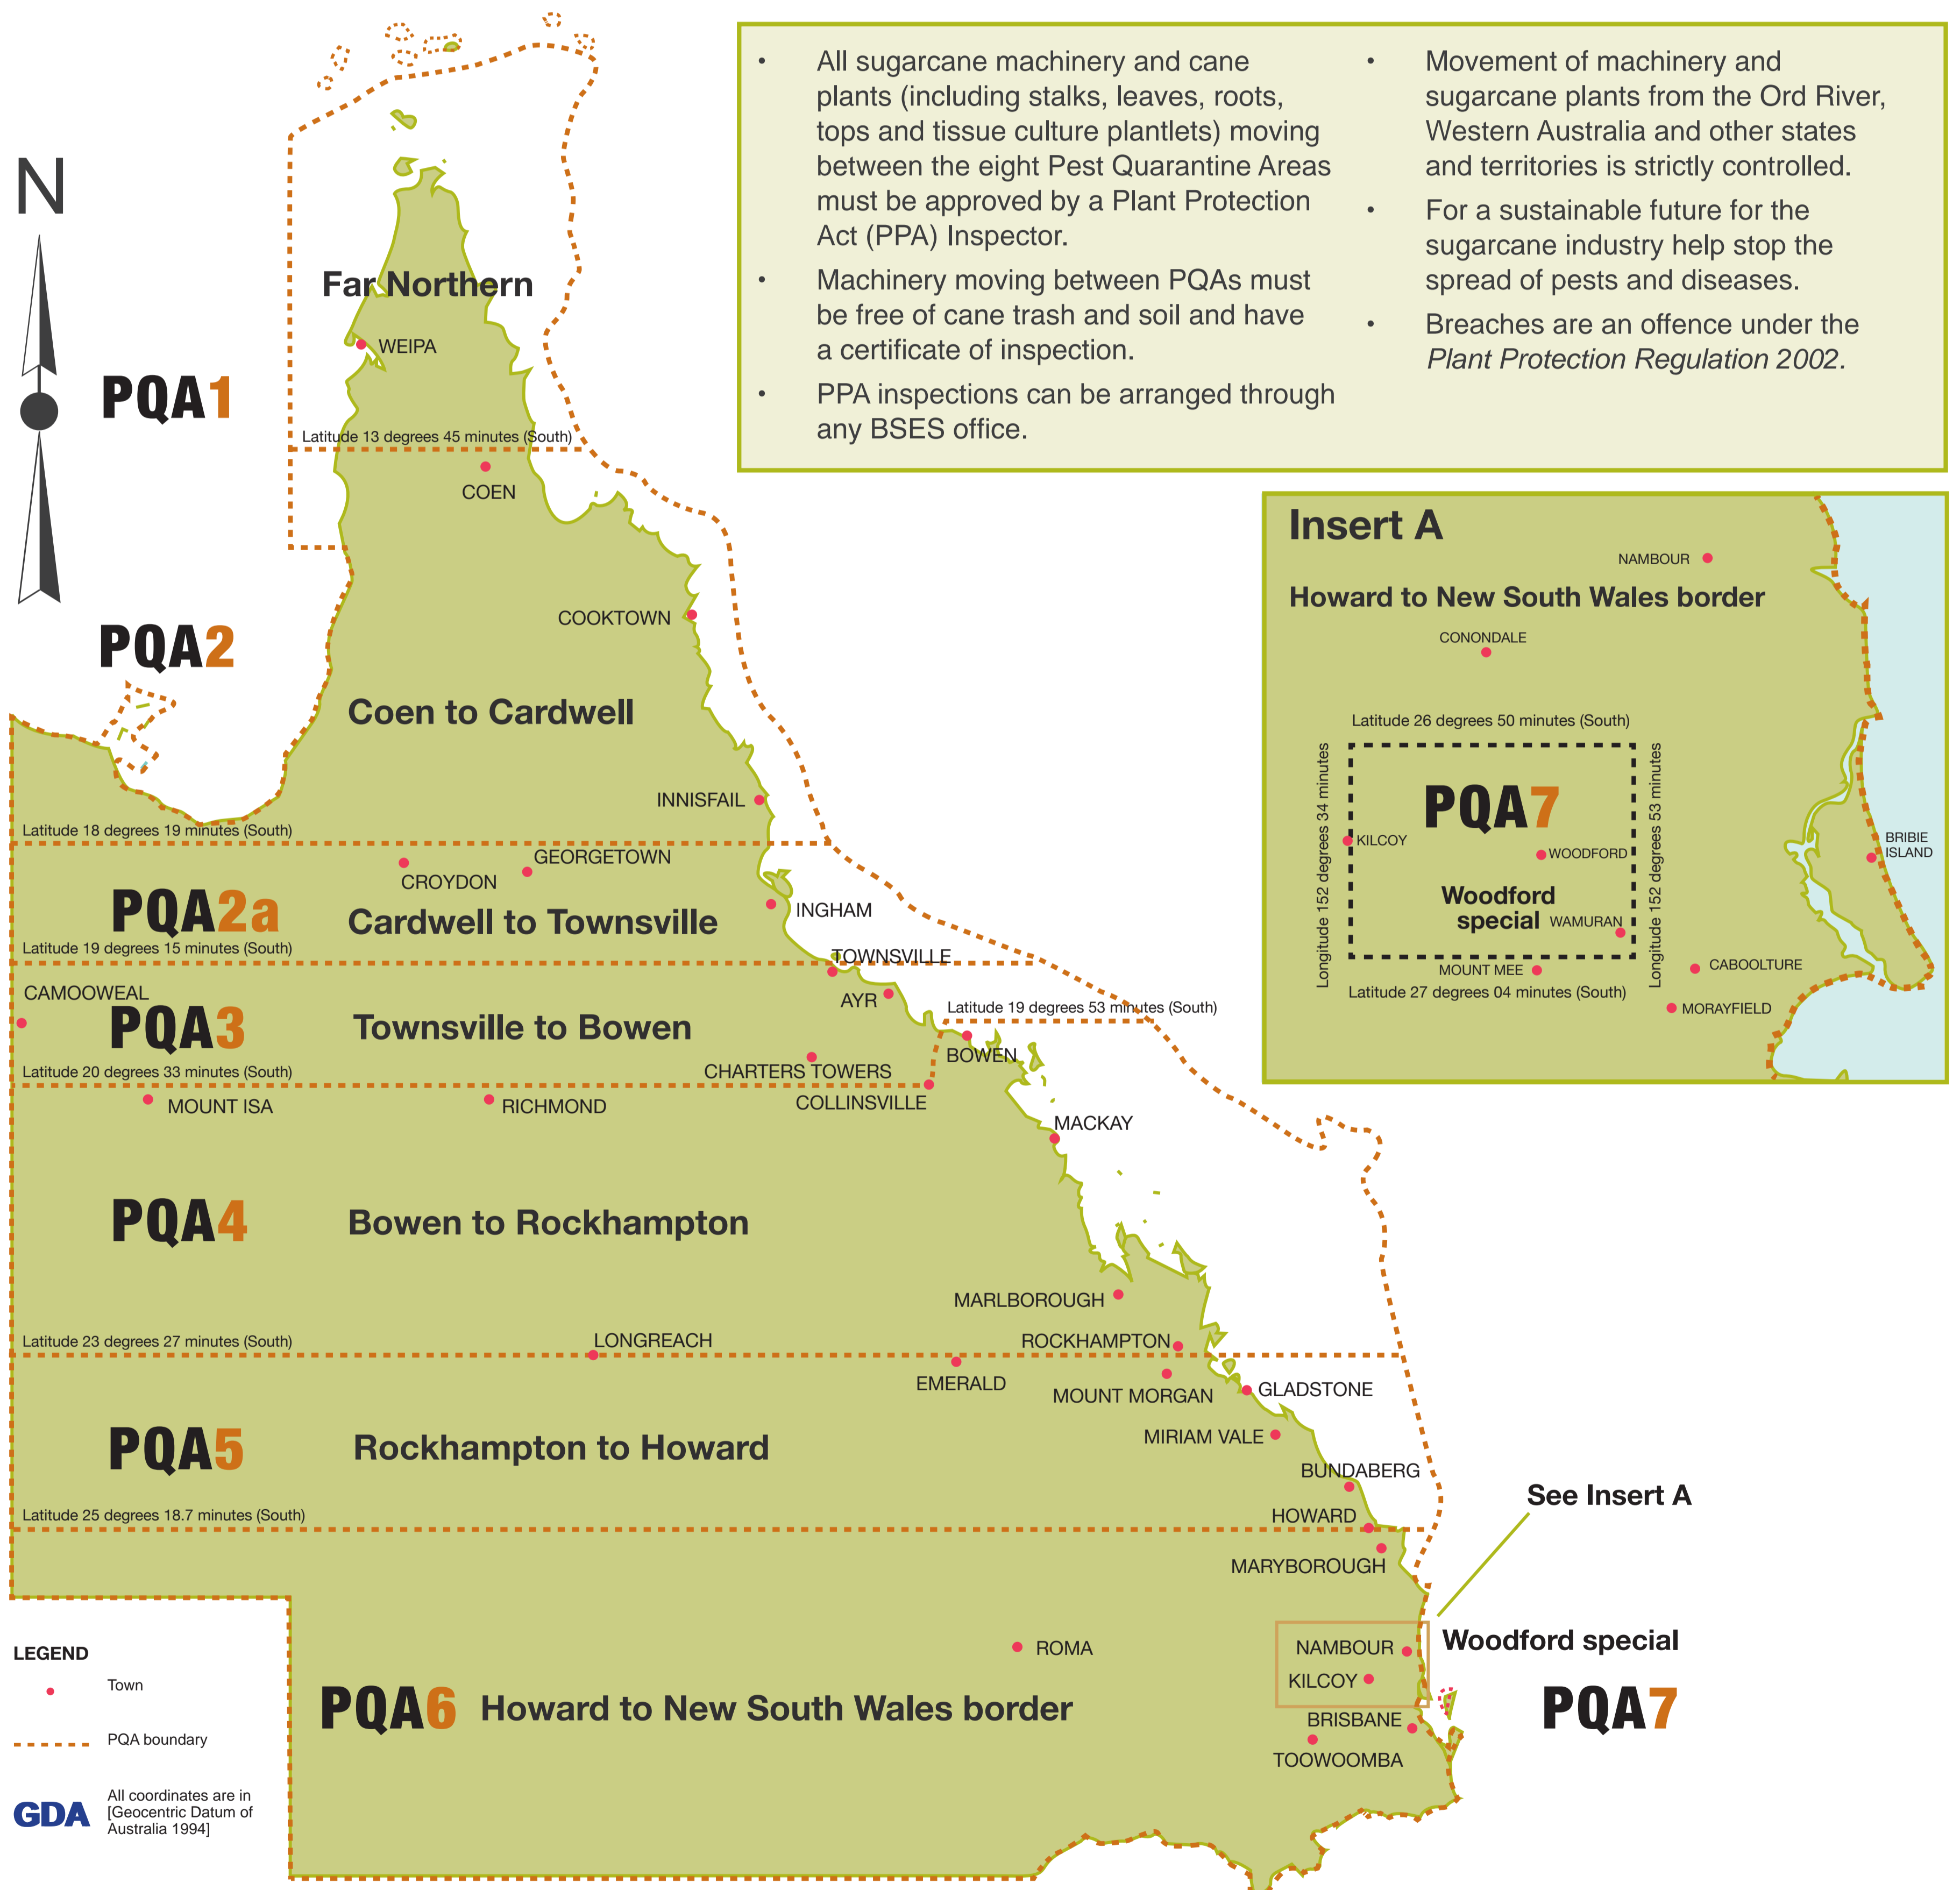 • All sugarcane machinery and cane
plants (including stalks, leaves, roots,
tops and tissue culture plantlets) moving
between the eight Pest Quarantine Areas
must be approved by a Plant Protection
Act (PPA) Inspector.
• Machinery moving between PQAs must
be free of cane trash and soil and have
a certificate of inspection.
• PPA inspections can be arranged through
any BSES office.
• Movement of machinery and
sugarcane plants from the Ord River,
Western Australia and other states
and territories is strictly controlled.
• For a sustainable future for the
sugarcane industry help stop the
spread of pests and diseases.
• Breaches are an offence under the
Plant Protection Regulation 2002.
N
Far Northern
WEIPA
PQA1
Latitude 13 degrees 45 minutes (South)
COEN
COOKTOWN
PQA2
Coen to Cardwell
INNISFAIL
Latitude 18 degrees 19 minutes (South)
GEORGETOWN
CROYDON
PQA2a
Cardwell to Townsville
INGHAM
Latitude 19 degrees 15 minutes (South)
TOWNSVILLE
CAMOOWEAL
AYR
Latitude 19 degrees 53 minutes (South)
PQA3
Townsville to Bowen
BOWEN
CHARTERS TOWERS
Latitude 20 degrees 33 minutes (South)
COLLINSVILLE
MOUNT ISA
RICHMOND
MACKAY
PQA4
Bowen to Rockhampton
MARLBOROUGH
Latitude 23 degrees 27 minutes (South)
LONGREACH
ROCKHAMPTON
EMERALD
MOUNT MORGAN
GLADSTONE
PQA5
Rockhampton to Howard
MIRIAM VALE
BUNDABERG
Latitude 25 degrees 18.7 minutes (South)
HOWARD
MARYBOROUGH
See Insert A
ROMA
NAMBOUR
Woodford special
KILCOY
PQA6
Howard to New South Wales border
PQA7
BRISBANE
TOOWOOMBA
LEGEND
Town
PQA boundary
GDA
All coordinates are in
[Geocentric Datum of
Australia 1994]
Insert A
NAMBOUR
Howard to New South Wales border
CONONDALE
Latitude 26 degrees 50 minutes (South)
Longitude 152 degrees 34 minutes
Longitude 152 degrees 53 minutes
PQA7
KILCOY
WOODFORD
BRIBIE
ISLAND
Woodford
special
WAMURAN
MOUNT MEE
CABOOLTURE
Latitude 27 degrees 04 minutes (South)
MORAYFIELD